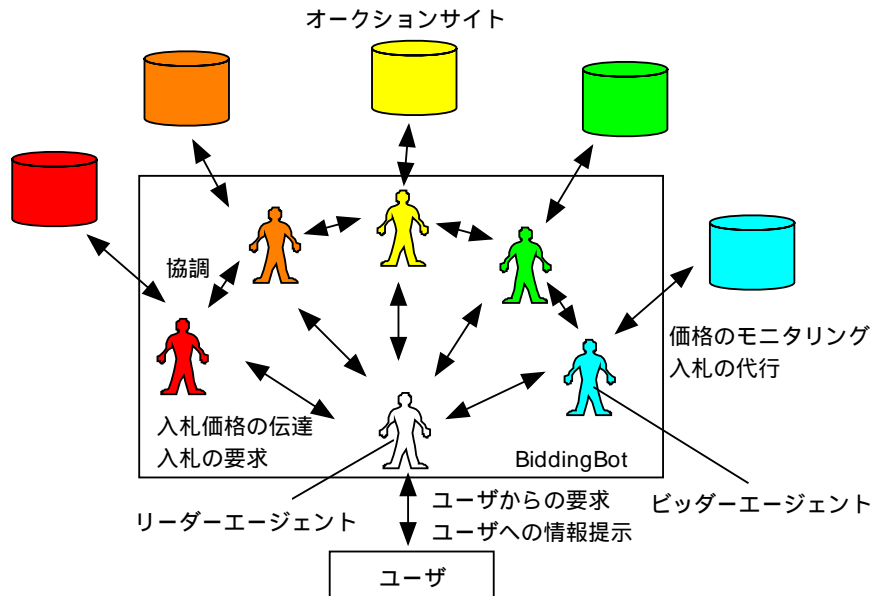 オークションサイト
協調
価格のモニタリング
入札の代行
入札価格の伝達
入札の要求
BiddingBot
リーダーエージェント
ユーザからの要求
ユーザへの情報提示
ビッダーエージェント
ユーザ